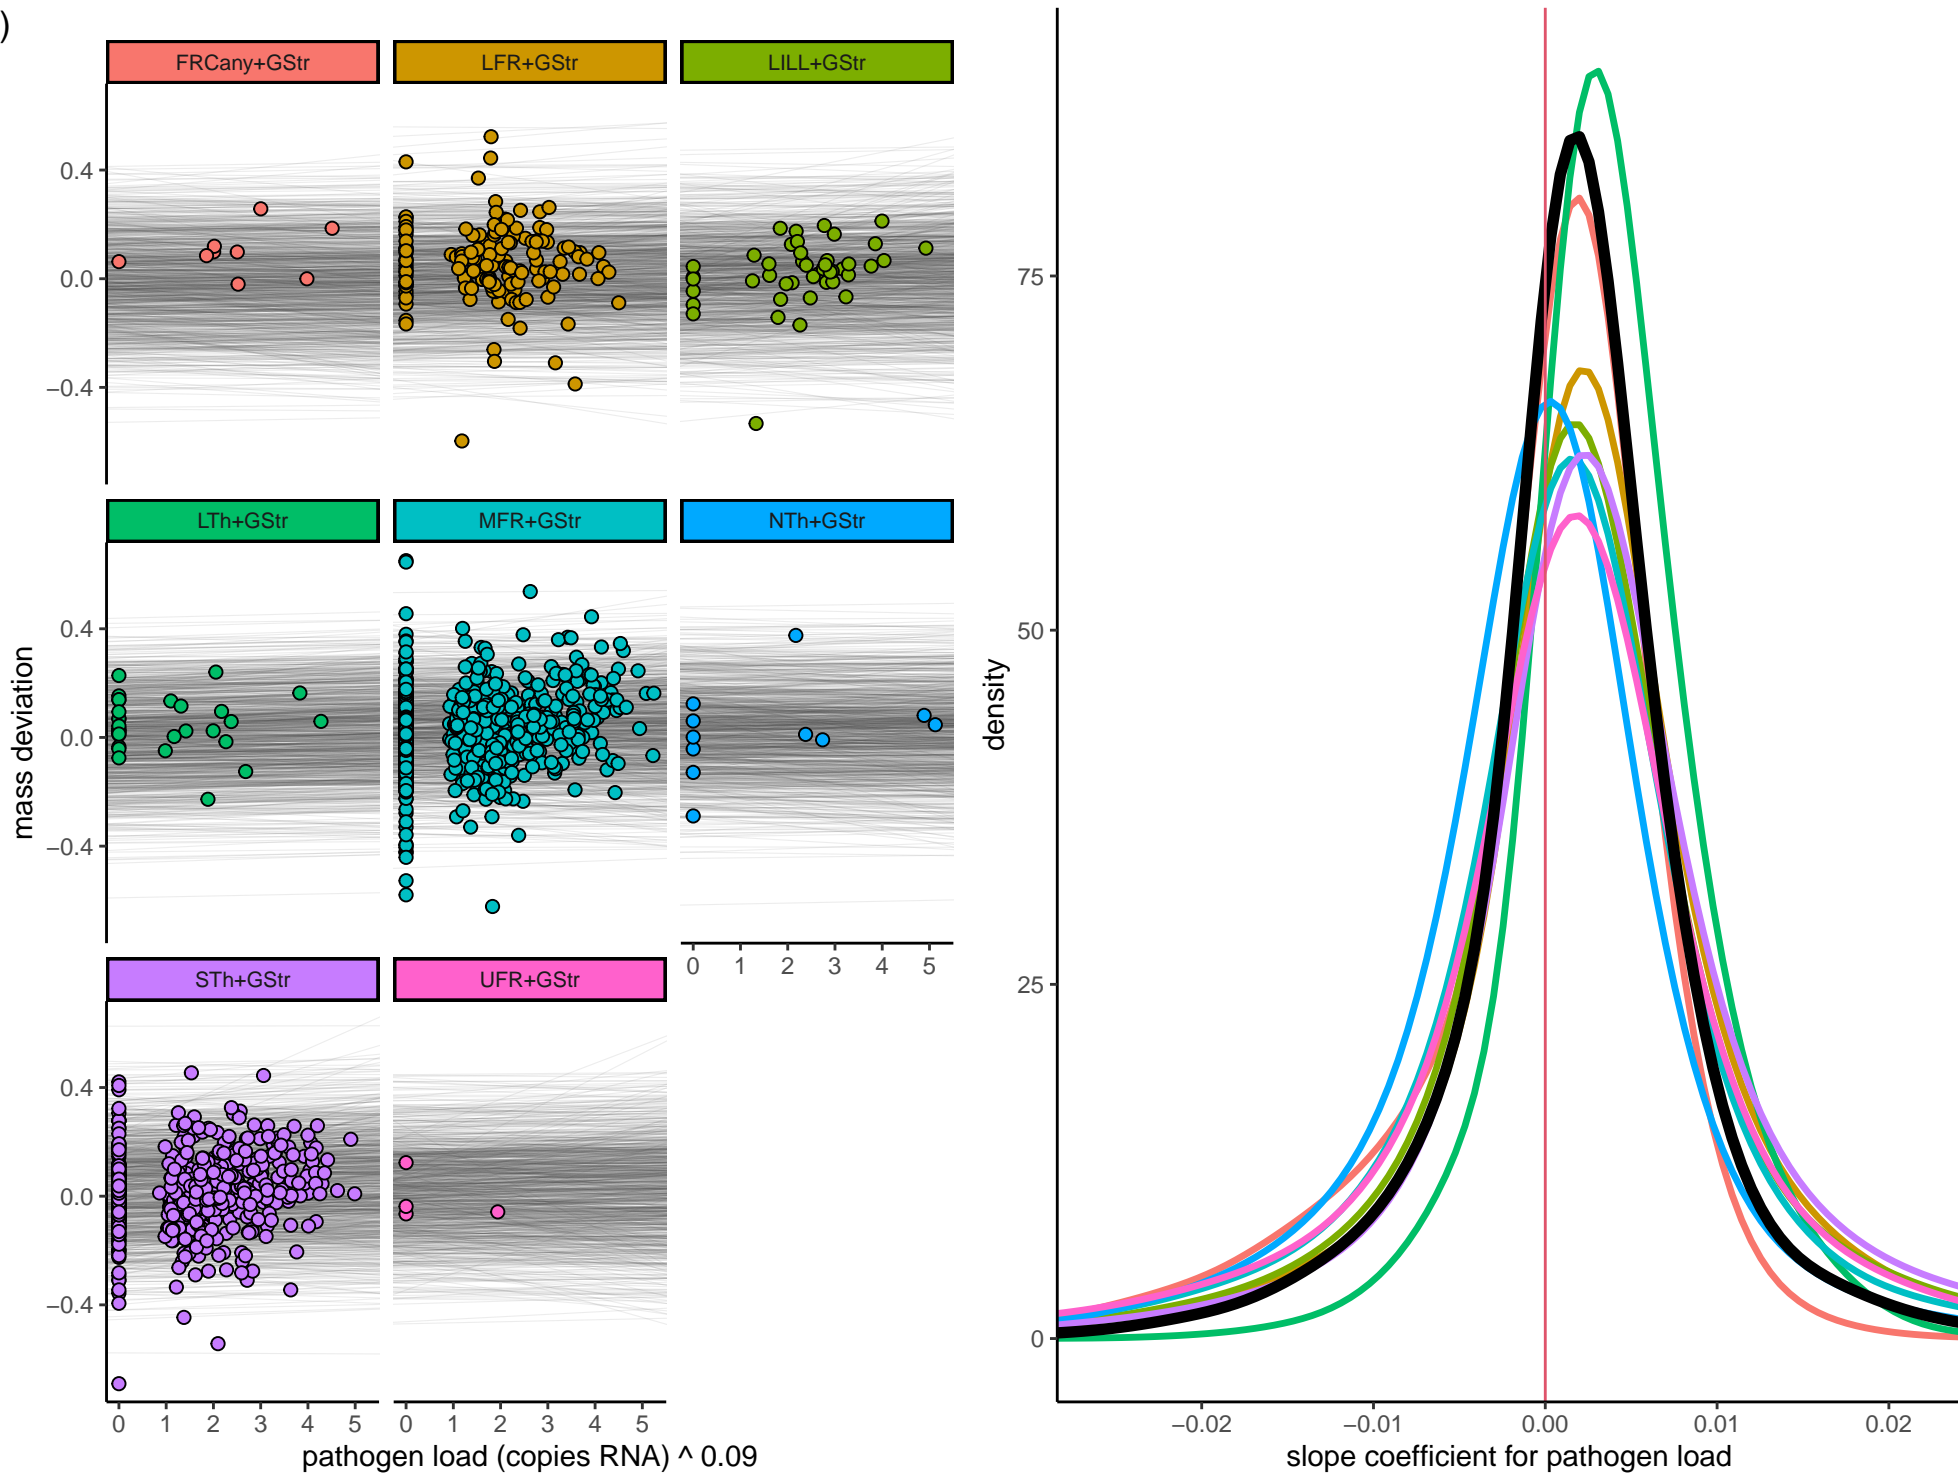 )
FRCany+GStr LFR+GStr LILL+GStr
0.4
0.0
−0.4
LTh+GStr MFR+GStr NTh+GStr
0.4
0.0
−0.4
0 1 2 3 4 5
STh+GStr UFR+GStr
0.4
0.0
−0.4
0 1 2 3 4 5 0 1 2 3 4 5
mass deviation
pathogen load (copies RNA) ^ 0.09
75
50
25
0
density
−0.02 −0.01 0.00 0.01 0.02
slope coefficient for pathogen load